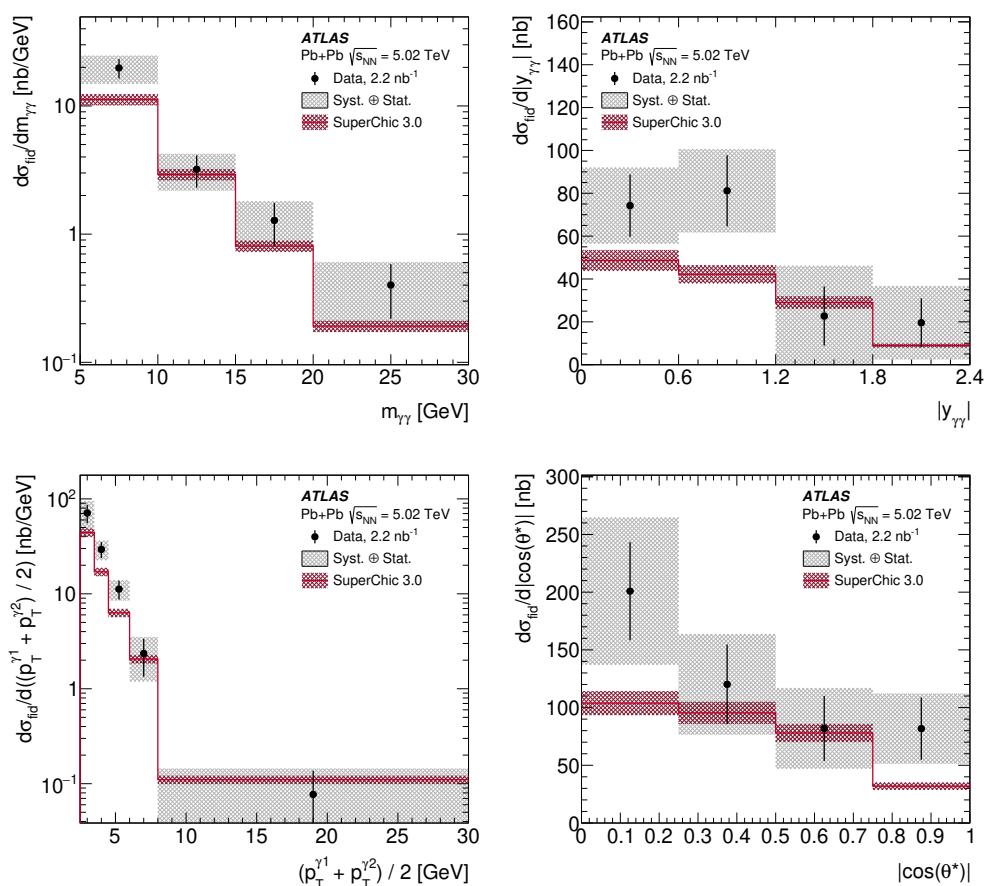 dσ_fid/dm_γγ [nb/GeV]
ATLAS
Pb+Pb √s_NN = 5.02 TeV
Data, 2.2 nb⁻¹
Syst. ⊕ Stat.
SuperChic 3.0
10
1
10⁻¹
5 10 15 20 25 30
m_γγ [GeV]
dσ_fid/d|y_γγ| [nb]
ATLAS
Pb+Pb √s_NN = 5.02 TeV
Data, 2.2 nb⁻¹
Syst. ⊕ Stat.
SuperChic 3.0
160
140
120
100
80
60
40
20
0
0 0.6 1.2 1.8 2.4
|y_γγ|
dσ_fid/d((p_T^γ1 + p_T^γ2) / 2) [nb/GeV]
ATLAS
Pb+Pb √s_NN = 5.02 TeV
Data, 2.2 nb⁻¹
Syst. ⊕ Stat.
SuperChic 3.0
10²
10
1
10⁻¹
5 10 15 20 25 30
(p_T^γ1 + p_T^γ2) / 2 [GeV]
dσ_fid/d|cos(θ*)| [nb]
ATLAS
Pb+Pb √s_NN = 5.02 TeV
Data, 2.2 nb⁻¹
Syst. ⊕ Stat.
SuperChic 3.0
300
250
200
150
100
50
0
0 0.1 0.2 0.3 0.4 0.5 0.6 0.7 0.8 0.9 1
|cos(θ*)|